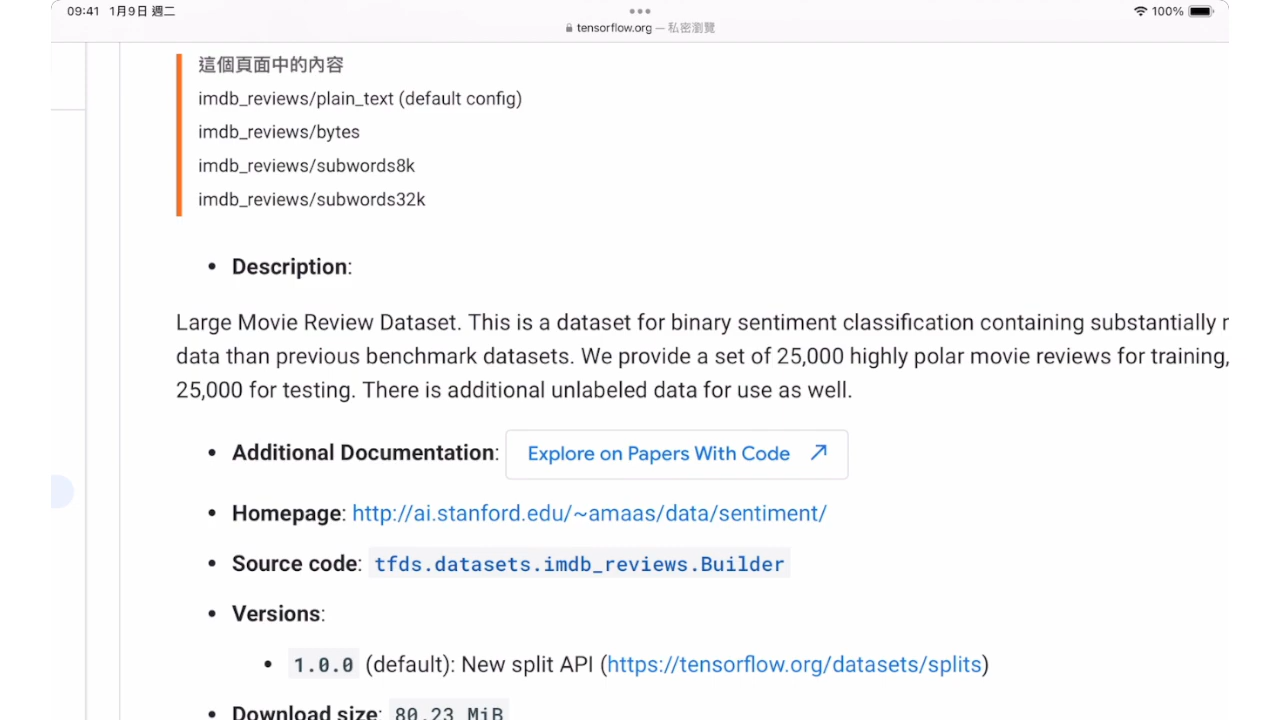 09:41 1月9日 週二
100%
tensorflow.org — 私密瀏覽
這個頁面中的內容
imdb_reviews/plain_text (default config)
imdb_reviews/bytes
imdb_reviews/subwords8k
imdb_reviews/subwords32k
• Description:
Large Movie Review Dataset. This is a dataset for binary sentiment classification containing substantially
data than previous benchmark datasets. We provide a set of 25,000 highly polar movie reviews for training,
25,000 for testing. There is additional unlabeled data for use as well.
• Additional Documentation: Explore on Papers With Code ↗
• Homepage: http://ai.stanford.edu/~amaas/data/sentiment/
• Source code: tfds.datasets.imdb_reviews.Builder
• Versions:
• 1.0.0 (default): New split API (https://tensorflow.org/datasets/splits)
• Download size: 80.23 MiB